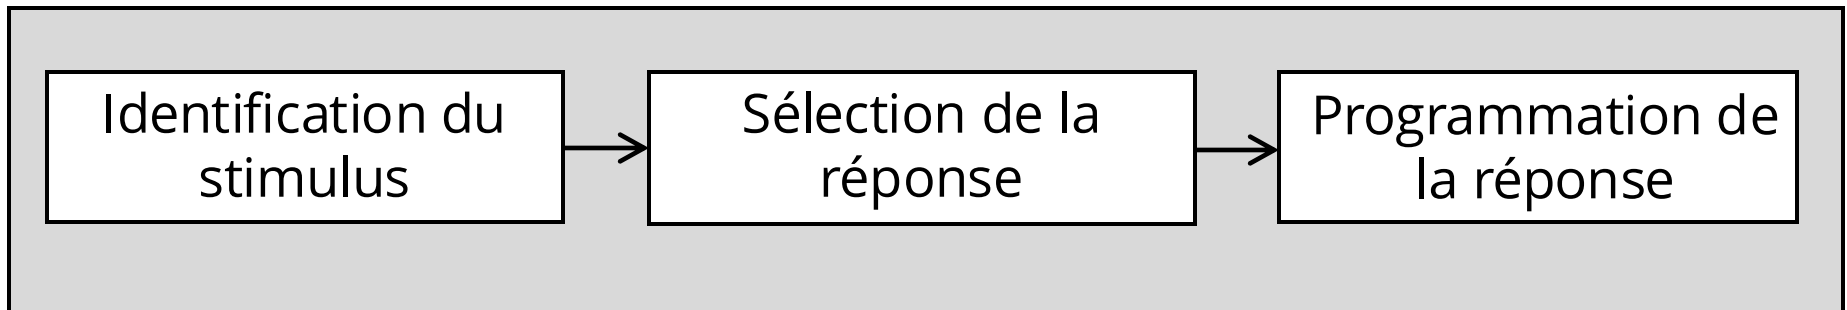 Identification du
stimulus
Sélection de la
réponse
Programmation de
la réponse